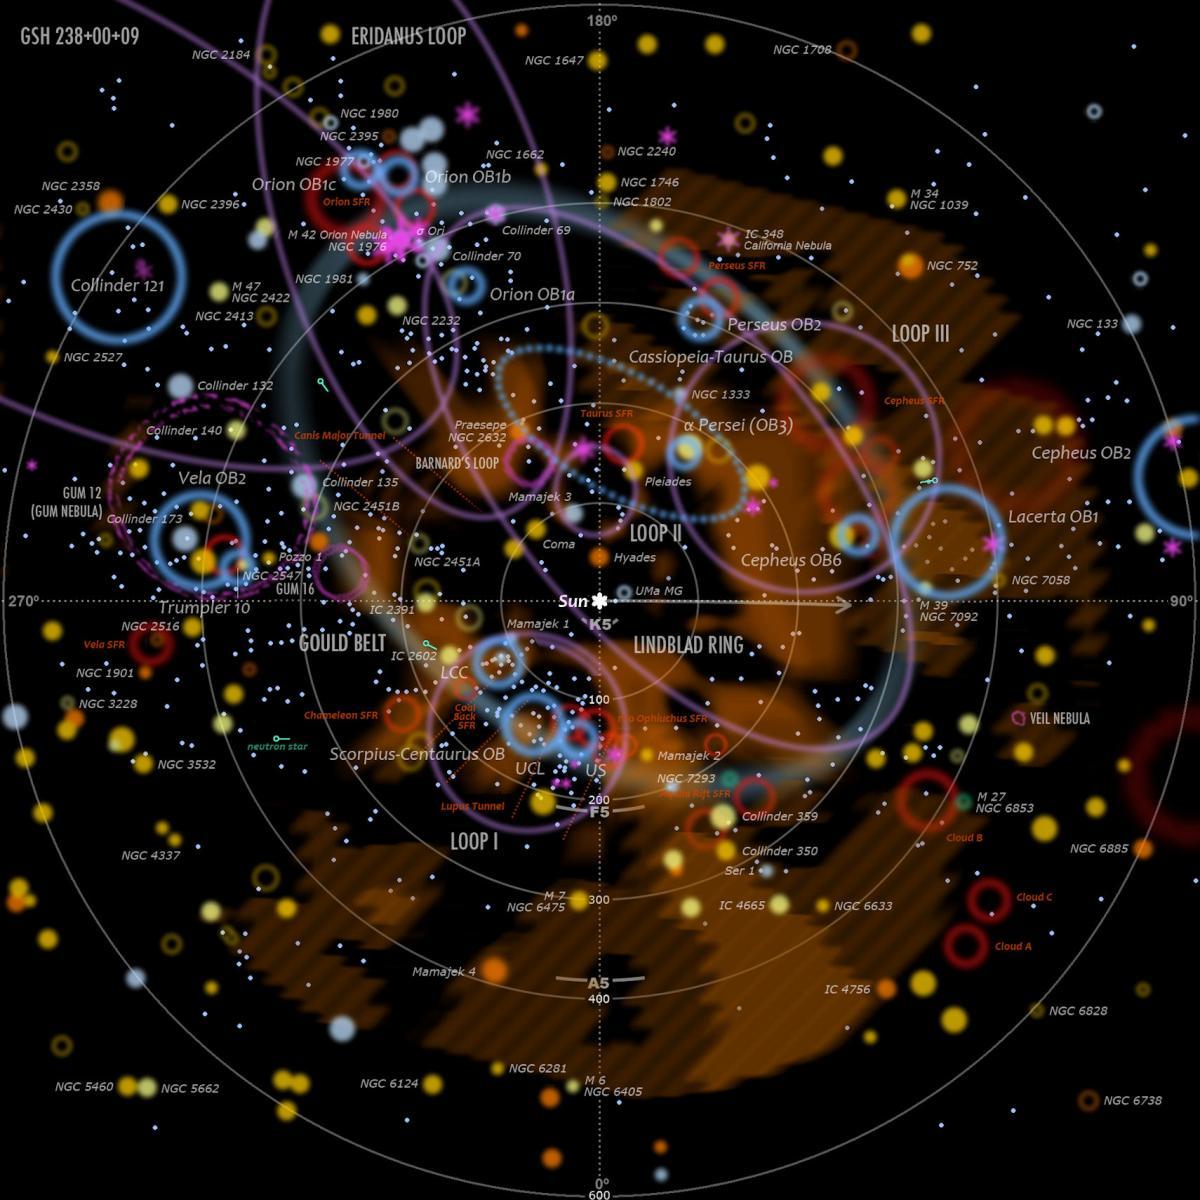 GSH 238+00+09
ERIDANUS LOOP
180°
NGC 2184
NGC 1647
NGC 1708
NGC 1980
NGC 2395
NGC 1977
NGC 1662
NGC 2240
Orion OB1c
Orion OB1b
NGC 1746
NGC 2358
NGC 2430
NGC 2396
Orion SFR
NGC 1802
M 34
NGC 1039
M 42 Orion Nebula
NGC 1976
σ Ori
Collinder 69
IC 348
California Nebula
Collinder 70
Perseus SFR
NGC 752
NGC 1981
Collinder 121
M 47
NGC 2422
NGC 2413
Orion OB1a
NGC 2232
Perseus OB2
LOOP III
NGC 133
NGC 2527
Cassiopeia-Taurus OB
Collinder 132
NGC 1333
Cepheus SFR
Collinder 140
Canis Major Tunnel
Praesepe
NGC 2632
Taurus SFR
α Persei (OB3)
BARNARD'S LOOP
Cepheus OB2
Vela OB2
Collinder 135
Pleiades
GUM 12
(GUM NEBULA)
Collinder 173
NGC 2451B
Mamajek 3
Lacerta OB1
LOOP II
Coma
Pozzo 1
NGC 2547
GUM 16
NGC 2451A
Hyades
Cepheus OB6
NGC 7058
270°
Trumpler 10
IC 2391
Sun
UMa MG
M 39
NGC 7092
90°
NGC 2516
Mamajek 1
K5
Vela SFR
GOULD BELT
IC 2602
LINDBLAD RING
NGC 1901
LCC
100
NGC 3228
Chameleon SFR
Coal
Sack
SFR
rho Ophiuchus SFR
VEIL NEBULA
neutron star
Scorpius-Centaurus OB
Mamajek 2
NGC 3532
UCL
US
NGC 7293
Aquila Rift SFR
Lupus Tunnel
200
F5
M 27
NGC 6853
Collinder 359
LOOP I
Cloud B
NGC 4337
Collinder 350
NGC 6885
Ser 1
M 7
NGC 6475
300
IC 4665
NGC 6633
Cloud C
Cloud A
Mamajek 4
A5
400
IC 4756
NGC 6828
NGC 5460
NGC 5662
NGC 6124
NGC 6281
M 6
NGC 6405
NGC 6738
0°
600